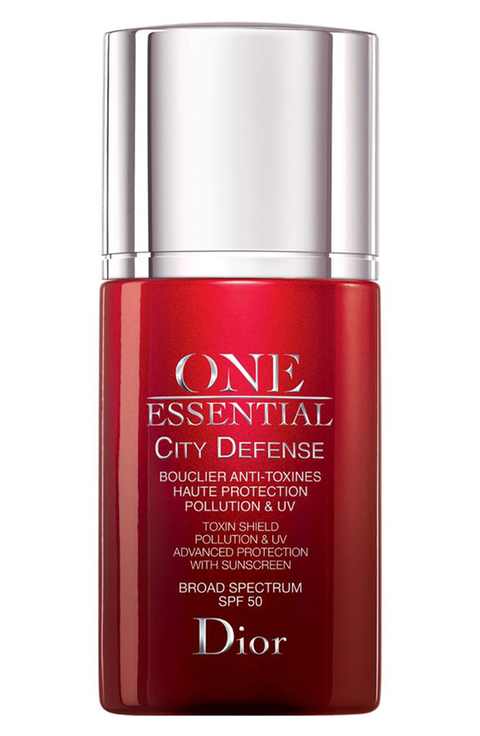 ONE
ESSENTIAL
CITY DEFENSE
BOUCLIER ANTI-TOXINES
HAUTE PROTECTION
POLLUTION & UV
TOXIN SHIELD
POLLUTION & UV
ADVANCED PROTECTION
WITH SUNSCREEN
BROAD SPECTRUM
SPF 50
Dior